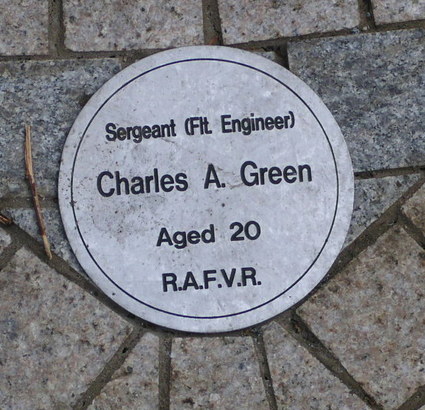 Sergeant (Flt. Engineer)
Charles A. Green
Aged 20
R.A.F.V.R.